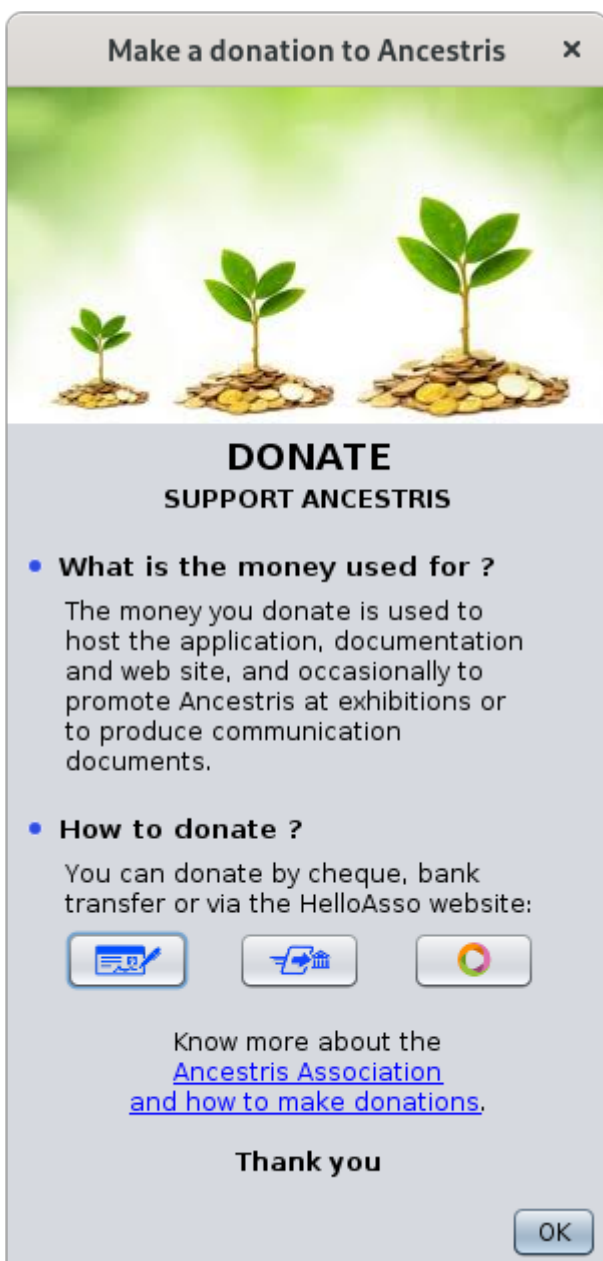 Make a donation to Ancestris
DONATE
SUPPORT ANCESTRIS
What is the money used for ?
The money you donate is used to
host the application, documentation
and web site, and occasionally to
promote Ancestris at exhibitions or
to produce communication
documents.
How to donate ?
You can donate by cheque, bank
transfer or via the HelloAsso website:
Know more about the
Ancestris Association
and how to make donations.
Thank you
OK